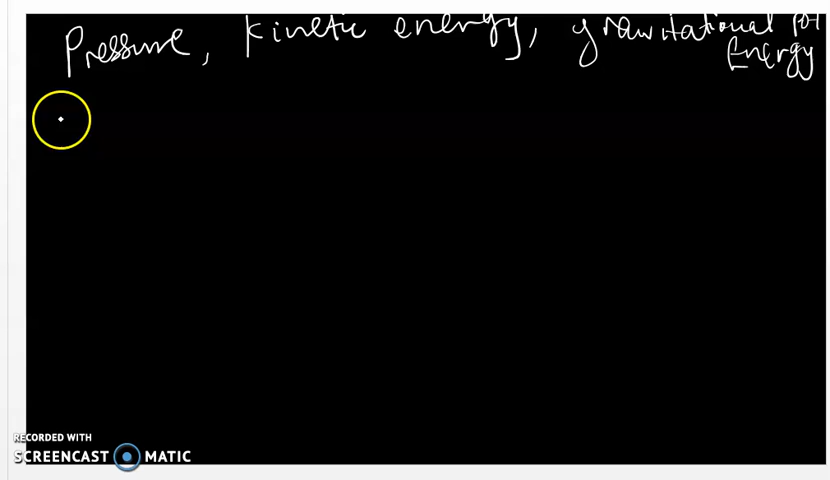 Pressure, kinetic energy, gravitational pot
Energy
RECORDED WITH
SCREENCAST MATIC